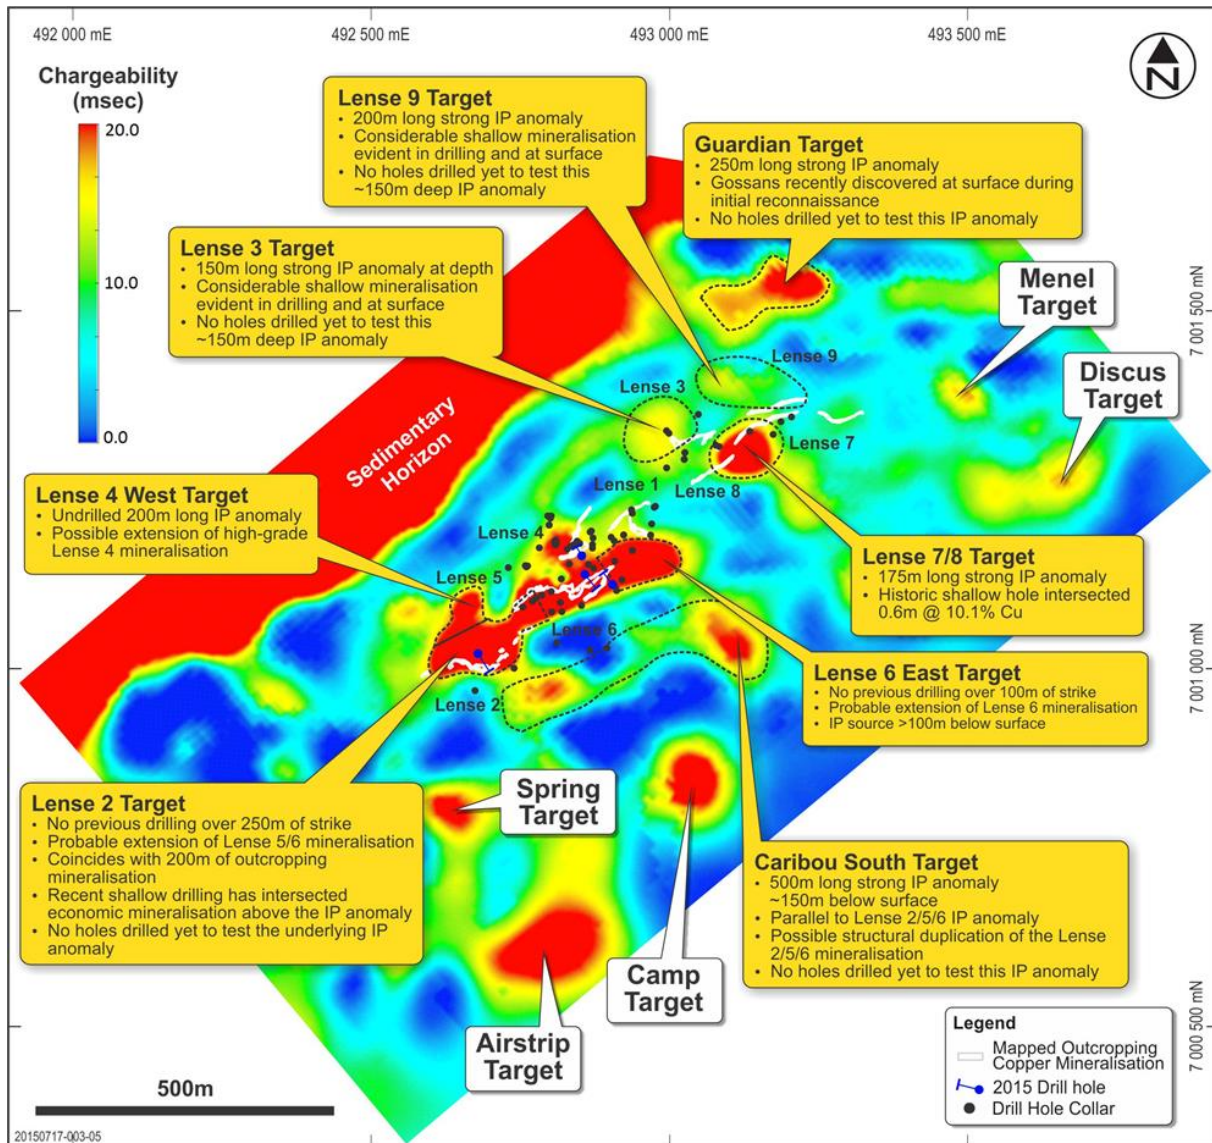 492 000 mE
492 500 mE
493 000 mE
493 500 mE
Chargeability
(msec)
20.0
10.0
0.0
N
Lense 9 Target
• 200m long strong IP anomaly
• Considerable shallow mineralisation
evident in drilling and at surface
• No holes drilled yet to test this
~150m deep IP anomaly
Guardian Target
• 250m long strong IP anomaly
• Gossans recently discovered at surface during
initial reconnaissance
• No holes drilled yet to test this IP anomaly
Lense 3 Target
• 150m long strong IP anomaly at depth
• Considerable shallow mineralisation
evident in drilling and at surface
• No holes drilled yet to test this
~150m deep IP anomaly
Menel
Target
7 001 500 mN
Discus
Target
Lense 9
Lense 3
Sedimentary
Horizon
Lense 7
Lense 1
Lense 8
Lense 4 West Target
• Undrilled 200m long IP anomaly
• Possible extension of high-grade
Lense 4 mineralisation
Lense 4
Lense 5
Lense 7/8 Target
• 175m long strong IP anomaly
• Historic shallow hole intersected
0.6m @ 10.1% Cu
Lense 6
Lense 2
7 001 000 mN
Lense 6 East Target
• No previous drilling over 100m of strike
• Probable extension of Lense 6 mineralisation
• IP source >100m below surface
Lense 2 Target
• No previous drilling over 250m of strike
• Probable extension of Lense 5/6 mineralisation
• Coincides with 200m of outcropping
mineralisation
• Recent shallow drilling has intersected
economic mineralisation above the IP anomaly
• No holes drilled yet to test the underlying IP
anomaly
Spring
Target
Caribou South Target
• 500m long strong IP anomaly
~150m below surface
• Parallel to Lense 2/5/6 IP anomaly
• Possible structural duplication of the Lense
2/5/6 mineralisation
• No holes drilled yet to test this IP anomaly
Camp
Target
Airstrip
Target
7 000 500 mN
Legend
Mapped Outcropping
Copper Mineralisation
2015 Drill hole
Drill Hole Collar
500m
20150717-003-05